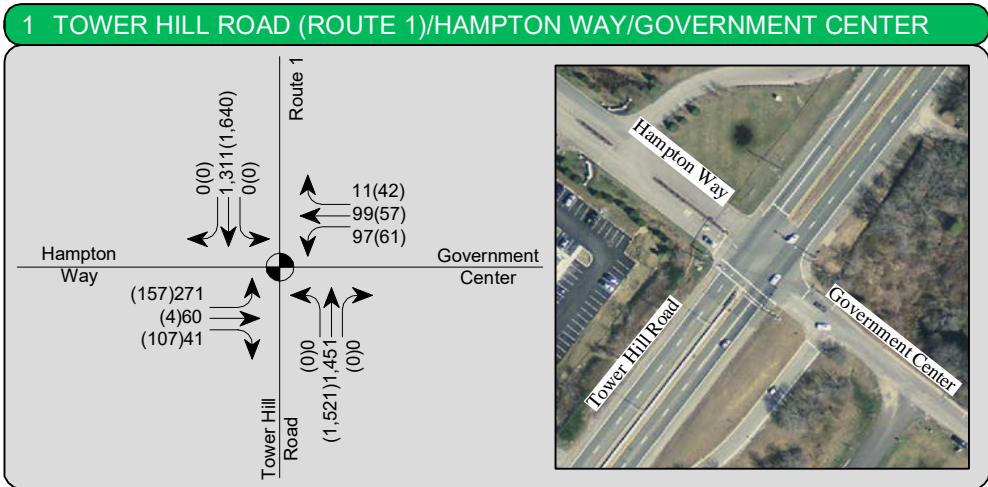 1 TOWER HILL ROAD (ROUTE 1)/HAMPTON WAY/GOVERNMENT CENTER
Route 1
0(0)
1,311(1,640)
0(0)
11(42)
99(57)
97(61)
Hampton
Way
Government
Center
(157)271
(4)60
(107)41
(0)0
(1,521)1,451
(0)0
Tower Hill
Road
Hampton Way
Tower Hill Road
Government Center